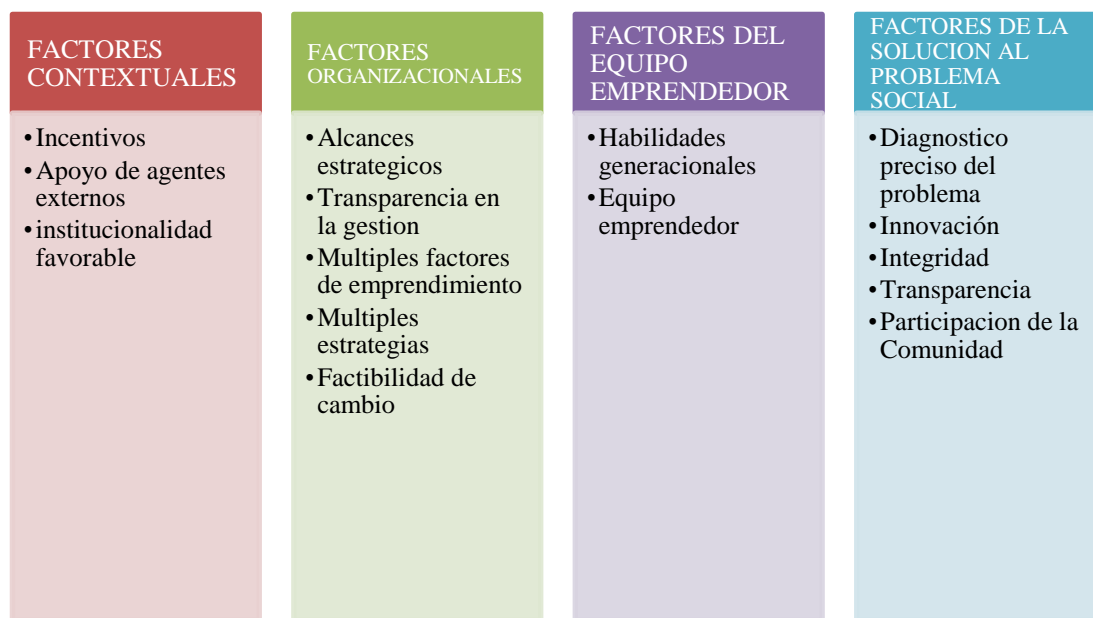 FACTORES
CONTEXTUALES
•Incentivos
•Apoyo de agentes
externos
•institucionalidad
favorable
FACTORES
ORGANIZACIONALES
•Alcances
estrategicos
•Transparencia en
la gestion
•Multiples factores
de emprendimiento
•Multiples
estrategias
•Factibilidad de
cambio
FACTORES DEL
EQUIPO
EMPRENDEDOR
•Habilidades
generacionales
•Equipo
emprendedor
FACTORES DE LA
SOLUCION AL
PROBLEMA
SOCIAL
•Diagnostico
preciso del
problema
•Innovación
•Integridad
•Transparencia
•Participacion de la
Comunidad